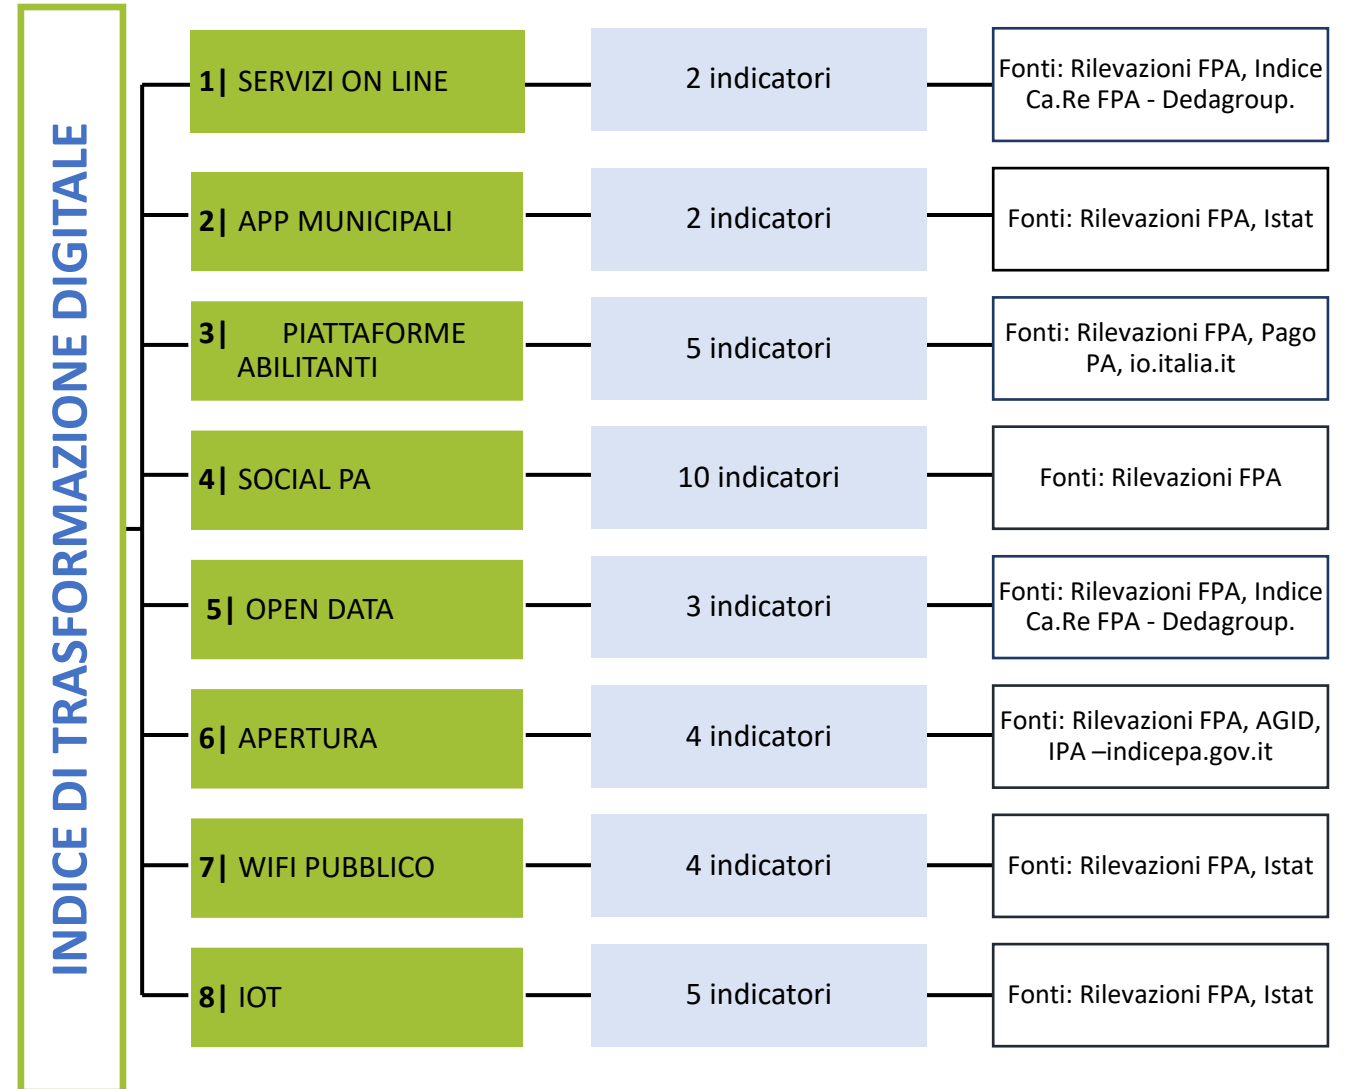 INDICE DI TRASFORMAZIONE DIGITALE
1| SERVIZI ON LINE
2 indicatori
Fonti: Rilevazioni FPA, Indice
Ca.Re FPA - Dedagroup.
2| APP MUNICIPALI
2 indicatori
Fonti: Rilevazioni FPA, Istat
3| PIATTAFORME
ABILITANTI
5 indicatori
Fonti: Rilevazioni FPA, Pago
PA, io.italia.it
4| SOCIAL PA
10 indicatori
Fonti: Rilevazioni FPA
5| OPEN DATA
3 indicatori
Fonti: Rilevazioni FPA, Indice
Ca.Re FPA - Dedagroup.
6| APERTURA
4 indicatori
Fonti: Rilevazioni FPA, AGID,
IPA –indicepa.gov.it
7| WIFI PUBBLICO
4 indicatori
Fonti: Rilevazioni FPA, Istat
8| IOT
5 indicatori
Fonti: Rilevazioni FPA, Istat